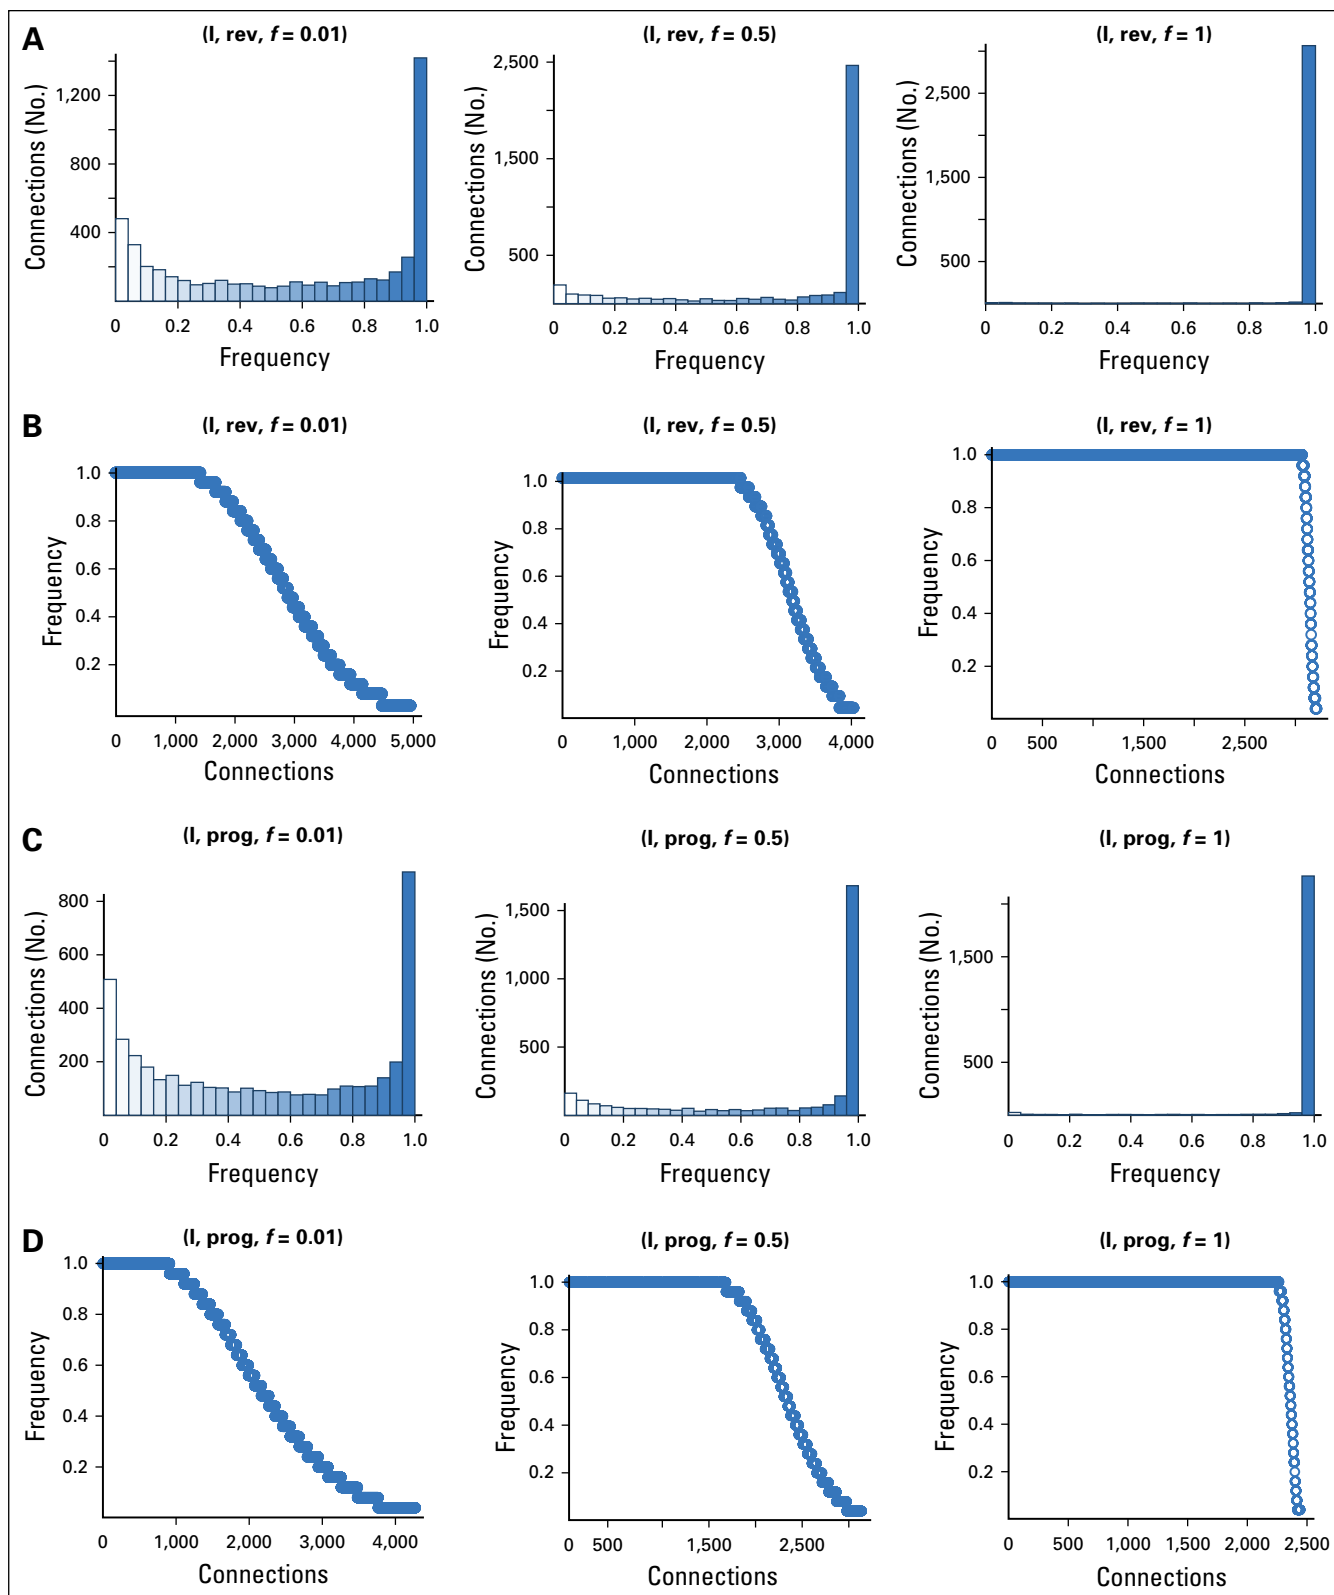 A
(I, rev, f = 0.01)
(I, rev, f = 0.5)
(I, rev, f = 1)
Connections (No.)
1,200
800
400
0
0.2
0.4
0.6
0.8
1.0
Frequency
Connections (No.)
2,500
1,500
500
0
0.2
0.4
0.6
0.8
1.0
Frequency
Connections (No.)
2,500
1,500
500
0
0.2
0.4
0.6
0.8
1.0
Frequency
B
(I, rev, f = 0.01)
(I, rev, f = 0.5)
(I, rev, f = 1)
Frequency
1.0
0.8
0.6
0.4
0.2
0
1,000
2,000
3,000
4,000
5,000
Connections
Frequency
1.0
0.8
0.6
0.4
0.2
0
1,000
2,000
3,000
4,000
Connections
Frequency
1.0
0.8
0.6
0.4
0.2
0
500
1,500
2,500
Connections
C
(I, prog, f = 0.01)
(I, prog, f = 0.5)
(I, prog, f = 1)
Connections (No.)
800
600
400
200
0
0.2
0.4
0.6
0.8
1.0
Frequency
Connections (No.)
1,500
1,000
500
0
0.2
0.4
0.6
0.8
1.0
Frequency
Connections (No.)
1,500
500
0
0.2
0.4
0.6
0.8
1.0
Frequency
D
(I, prog, f = 0.01)
(I, prog, f = 0.5)
(I, prog, f = 1)
Frequency
1.0
0.8
0.6
0.4
0.2
0
1,000
2,000
3,000
4,000
Connections
Frequency
1.0
0.8
0.6
0.4
0.2
0
500
1,500
2,500
Connections
Frequency
1.0
0.8
0.6
0.4
0.2
0
500
1,000
1,500
2,000
2,500
Connections